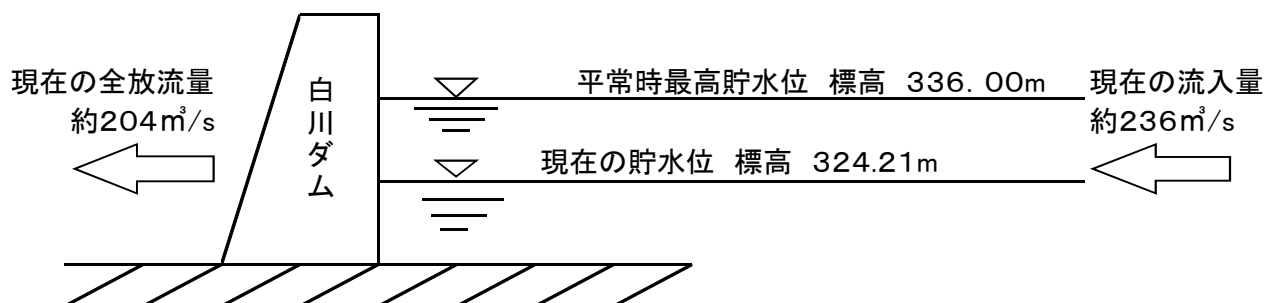 現在の全放流量
約204㎥/s
白川ダム
平常時最高貯水位 標高 336.00m
現在の貯水位 標高 324.21m
現在の流入量
約236㎥/s